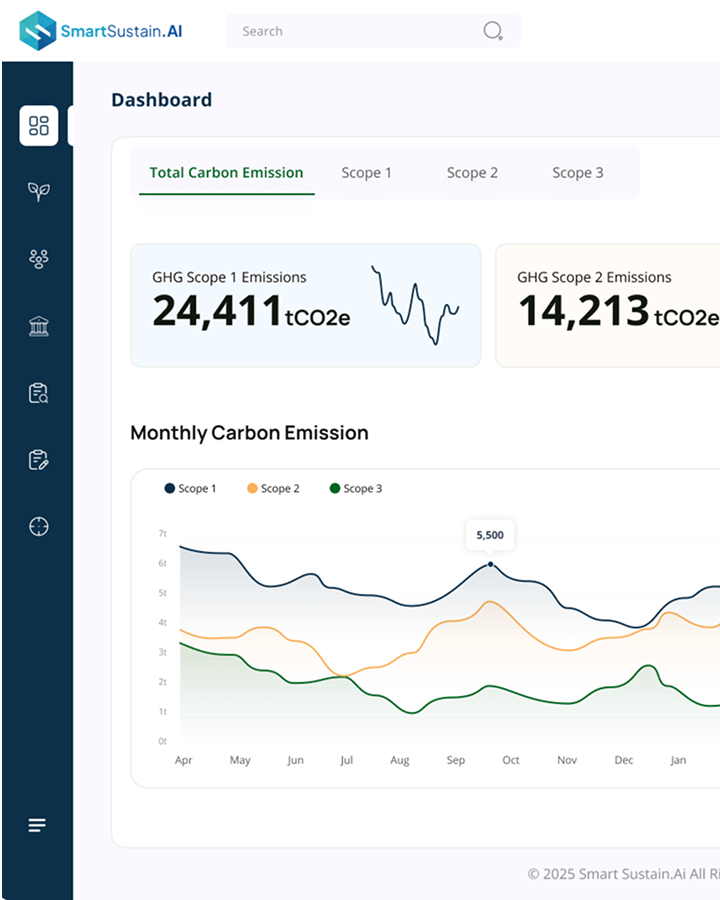 SmartSustain.AI
Search
Dashboard
Total Carbon Emission Scope 1 Scope 2 Scope 3
GHG Scope 1 Emissions
24,411 tCO2e
GHG Scope 2 Emissions
14,213 tCO2e
Monthly Carbon Emission
Scope 1 Scope 2 Scope 3
5,500
7t
6t
5t
4t
3t
2t
1t
0t
Apr May Jun Jul Aug Sep Oct Nov Dec Jan
© 2025 Smart Sustain.Ai All Ri